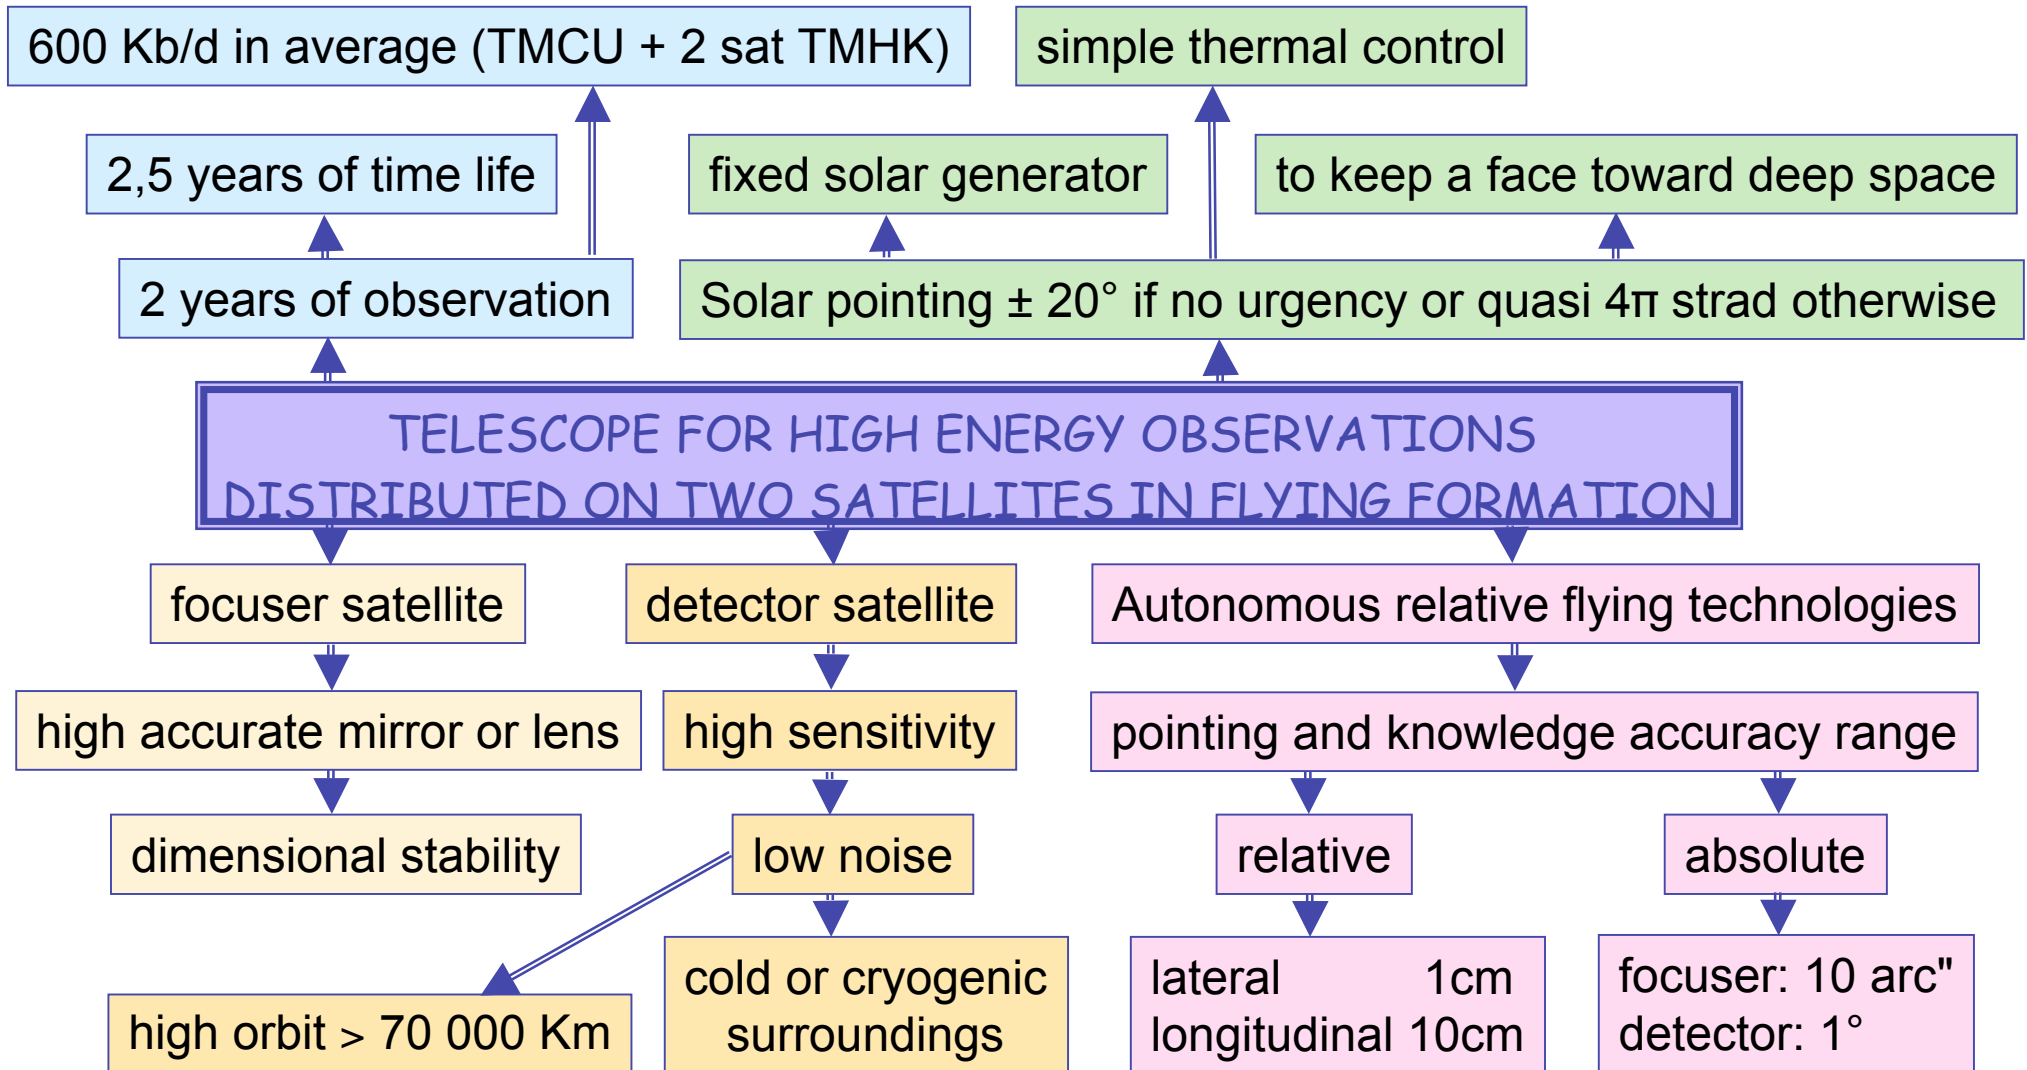 600 Kb/d in average (TMCU + 2 sat TMHK)
simple thermal control
2,5 years of time life
fixed solar generator
to keep a face toward deep space
2 years of observation
Solar pointing ± 20° if no urgency or quasi 4π strad otherwise
TELESCOPE FOR HIGH ENERGY OBSERVATIONS
DISTRIBUTED ON TWO SATELLITES IN FLYING FORMATION
focuser satellite
detector satellite
Autonomous relative flying technologies
high accurate mirror or lens
high sensitivity
pointing and knowledge accuracy range
dimensional stability
low noise
relative
absolute
high orbit > 70 000 Km
cold or cryogenic
surroundings
lateral 1cm
longitudinal 10cm
focuser: 10 arc"
detector: 1°